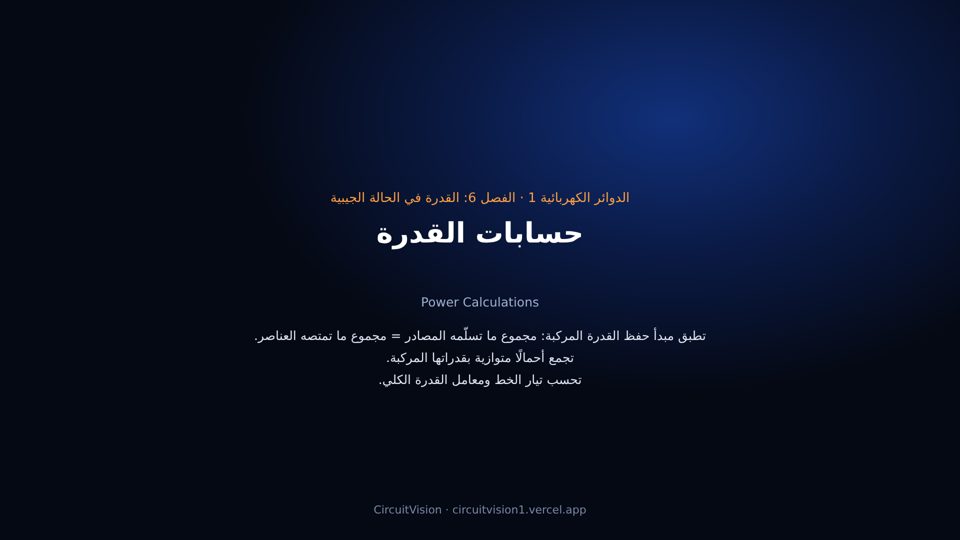 الدوائر الكهربائية 1 · الفصل 6: القدرة في الحالة الجيبية
حسابات القدرة
Power Calculations
تطبق مبدأ حفظ القدرة المركبة: مجموع ما تسلّمه المصادر = مجموع ما تمتصه العناصر.
تجمع أحمالًا متوازية بقدراتها المركبة.
تحسب تيار الخط ومعامل القدرة الكلي.
CircuitVision · circuitvision1.vercel.app